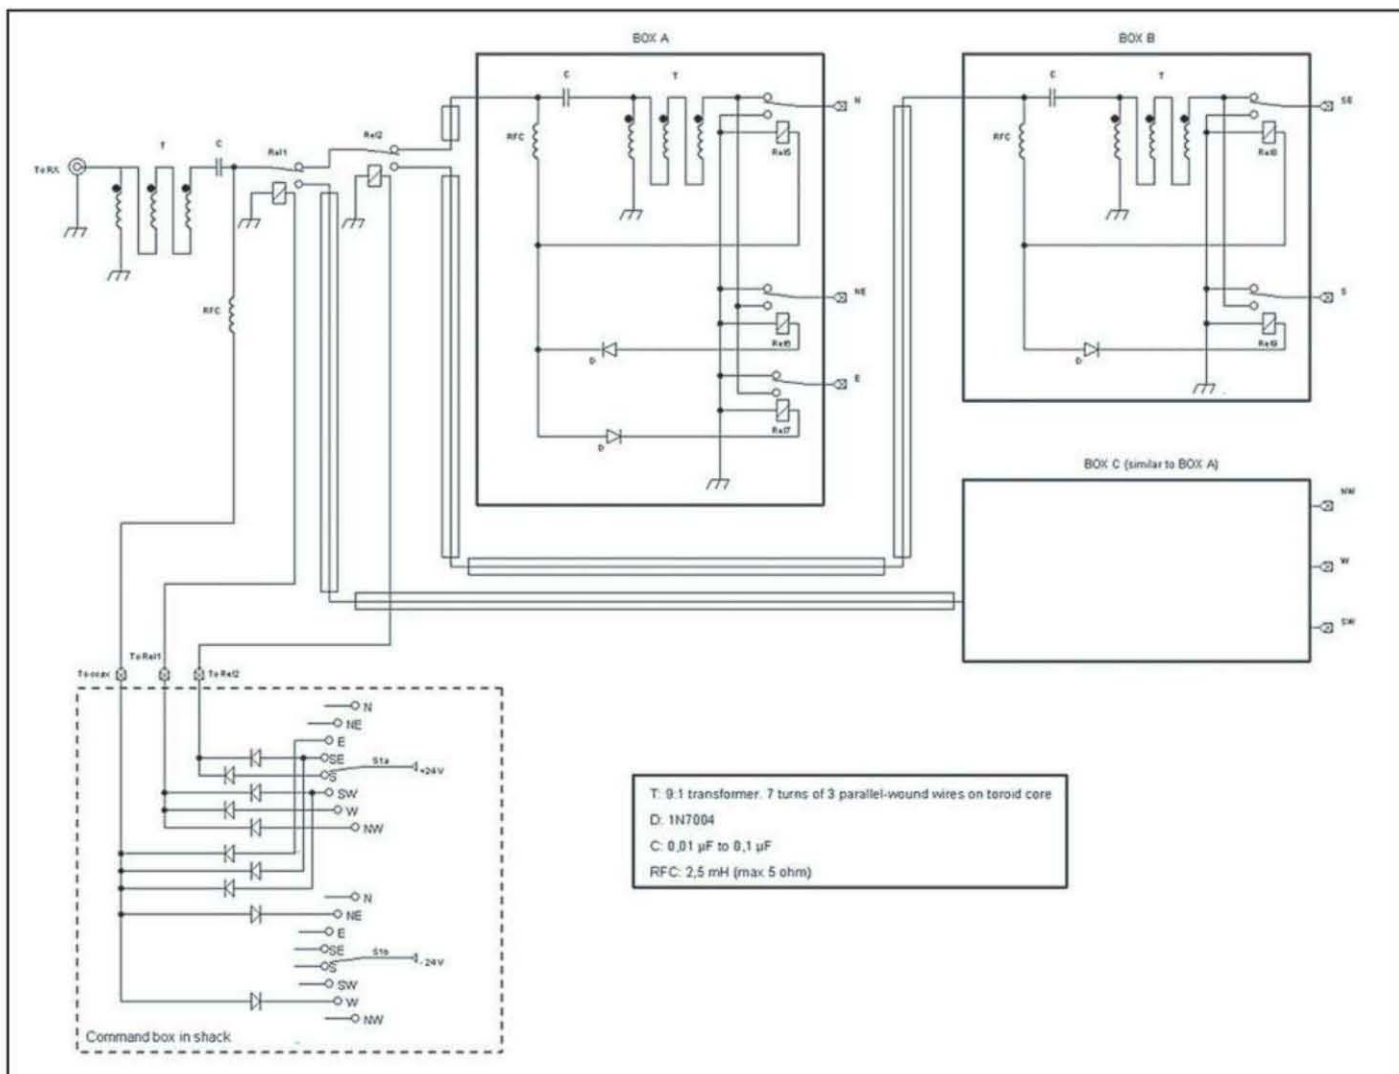 BOX A
BOX B
C
T
N
RFC
Rel5
NE
D
Rel6
E
D
Rel7
C
T
SE
RFC
Rel8
S
D
Rel9
To RX
T
C
Rel1
Rel2
RFC
BOX C (similar to BOX A)
NW
W
SW
To coax
To Rel1
To Rel2
N
NE
E
SE
S1a
+24V
S
SW
W
NW
N
NE
E
SE
S1b
-24V
S
SW
W
NW
Command box in shack
T: 9:1 transformer. 7 turns of 3 parallel-wound wires on toroid core
D: 1N7004
C: 0,01 µF to 0,1 µF
RFC: 2,5 mH (max 5 ohm)